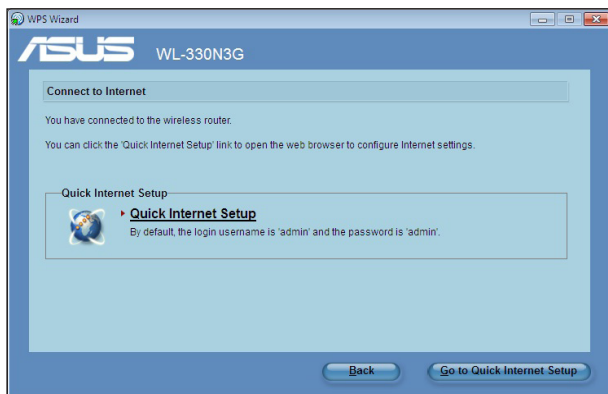 WPS Wizard
ASUS WL-330N3G
Connect to Internet
You have connected to the wireless router.
You can click the 'Quick Internet Setup' link to open the web browser to configure Internet settings.
Quick Internet Setup
Quick Internet Setup
By default, the login username is 'admin' and the password is 'admin'.
Back Go to Quick Internet Setup